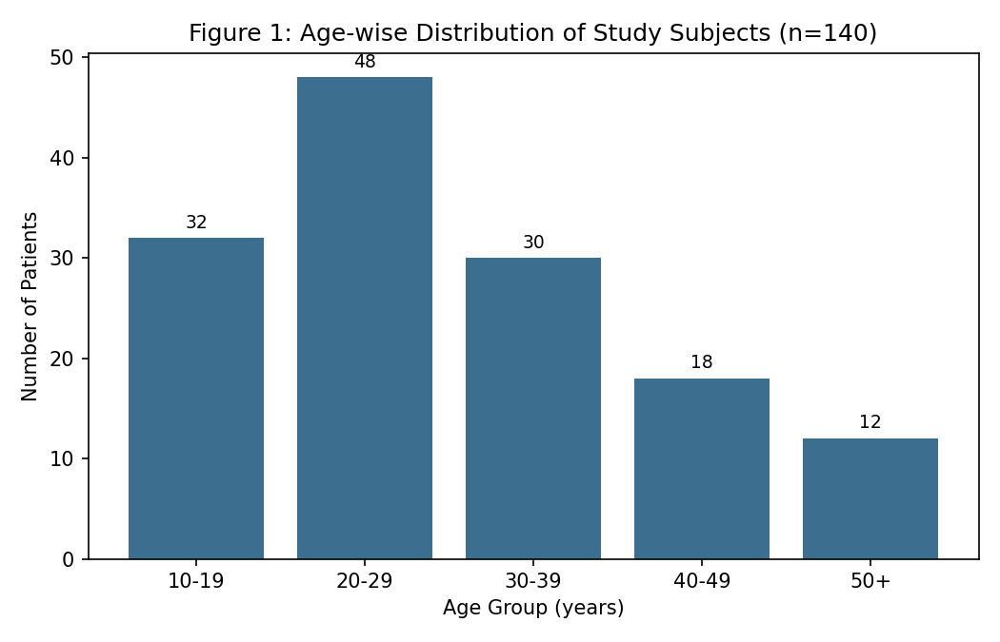 Figure 1: Age-wise Distribution of Study Subjects (n=140)
50
40
30
20
10
0
Number of Patients
32
48
30
18
12
10-19 20-29 30-39 40-49 50+
Age Group (years)